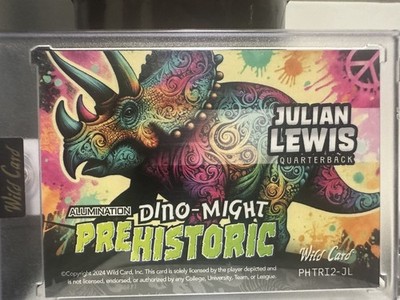 JULIAN
LEWIS
QUARTERBACK
ALUMINATION DINO-MIGHT
PREHISTORIC
Wild Card
PHTRI2-JL
©Copyright 2024 Wild Card, Inc. This card is solely licensed by the player depicted and
is not licensed, endorsed, or authorized by any College, University, Team, or League.
Wild Card